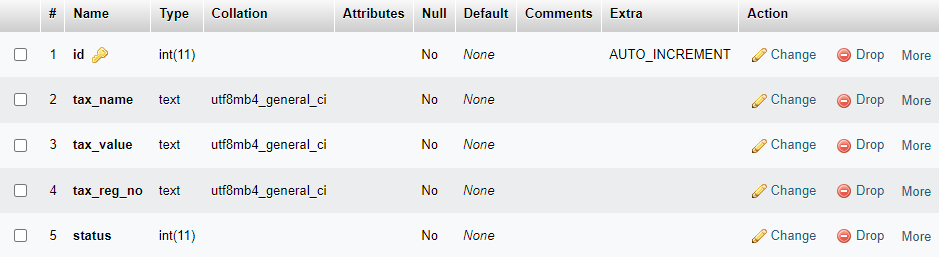 # Name Type Collation Attributes Null Default Comments Extra Action
1 id int(11) No None AUTO_INCREMENT Change Drop More
2 tax_name text utf8mb4_general_ci No None Change Drop More
3 tax_value text utf8mb4_general_ci No None Change Drop More
4 tax_reg_no text utf8mb4_general_ci No None Change Drop More
5 status int(11) No None Change Drop More